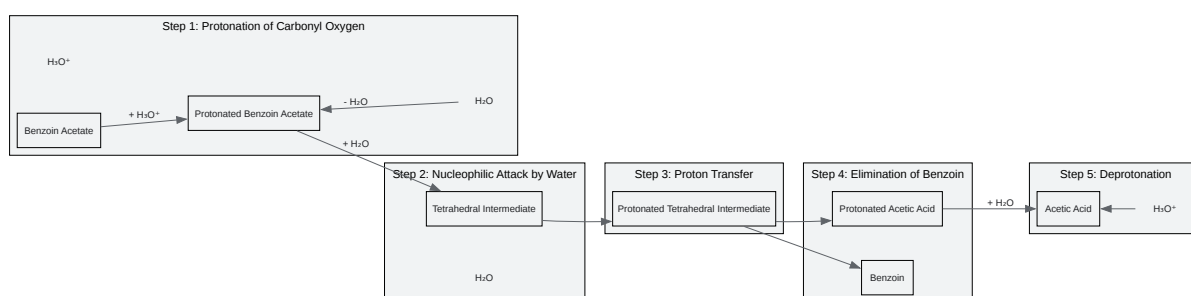 Step 1: Protonation of Carbonyl Oxygen
H₃O⁺
Benzoin Acetate
+ H₃O⁺
Protonated Benzoin Acetate
- H₂O
H₂O
+ H₂O
Step 2: Nucleophilic Attack by Water
Tetrahedral Intermediate
H₂O
Step 3: Proton Transfer
Protonated Tetrahedral Intermediate
Step 4: Elimination of Benzoin
Protonated Acetic Acid
Benzoin
+ H₂O
Step 5: Deprotonation
Acetic Acid
H₃O⁺